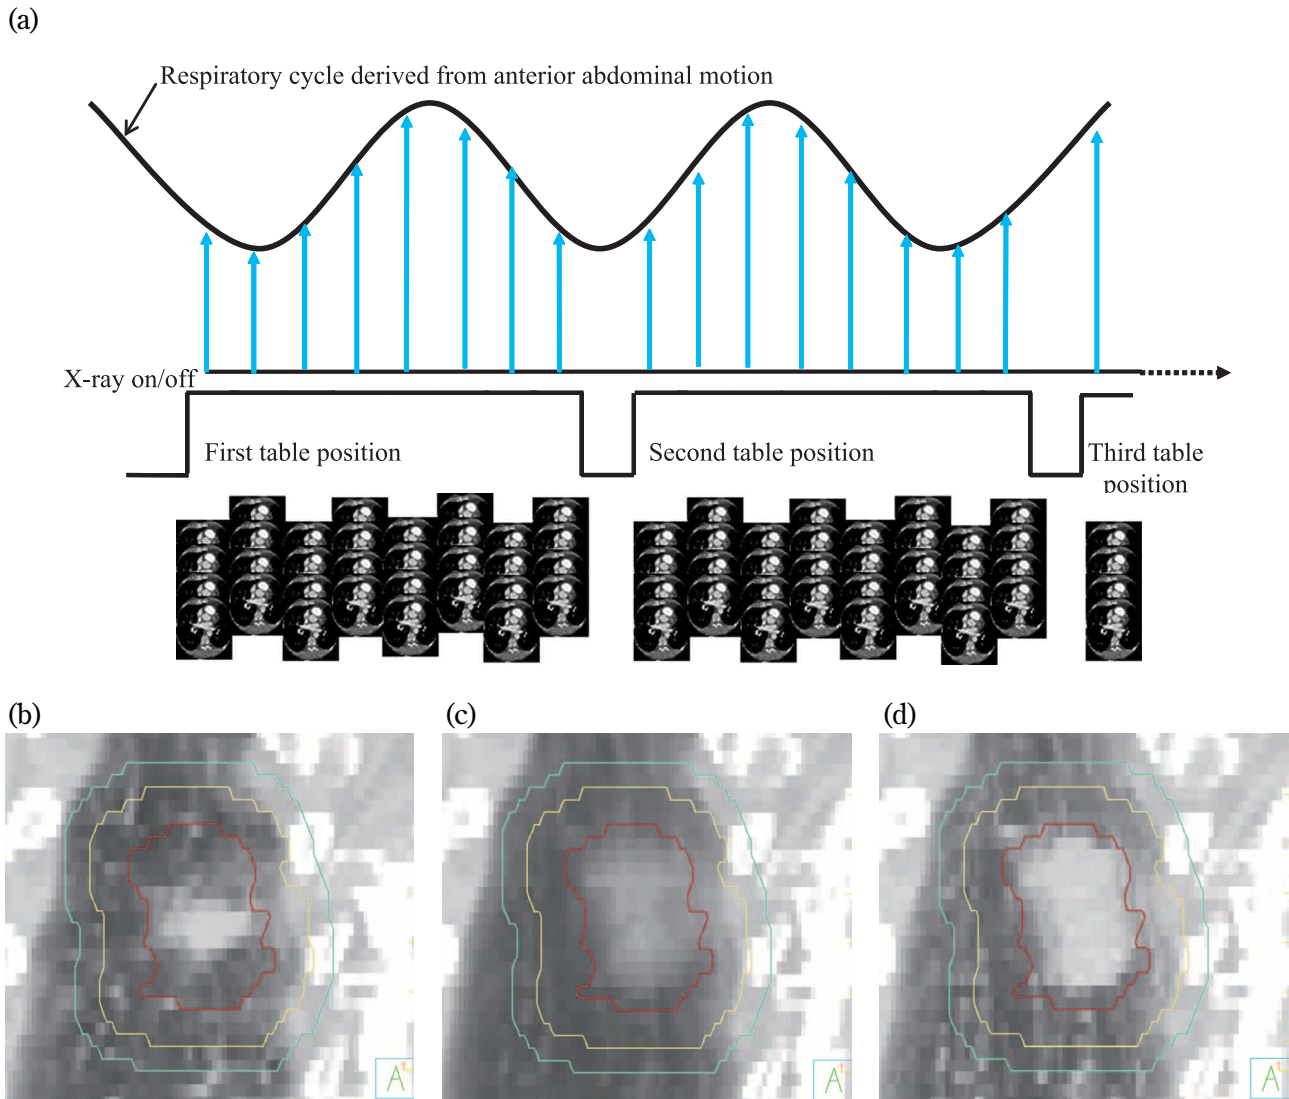 (a)
Respiratory cycle derived from anterior abdominal motion
X-ray on/off
First table position
Second table position
Third table
position
(b)
(c)
(d)
A
A
A